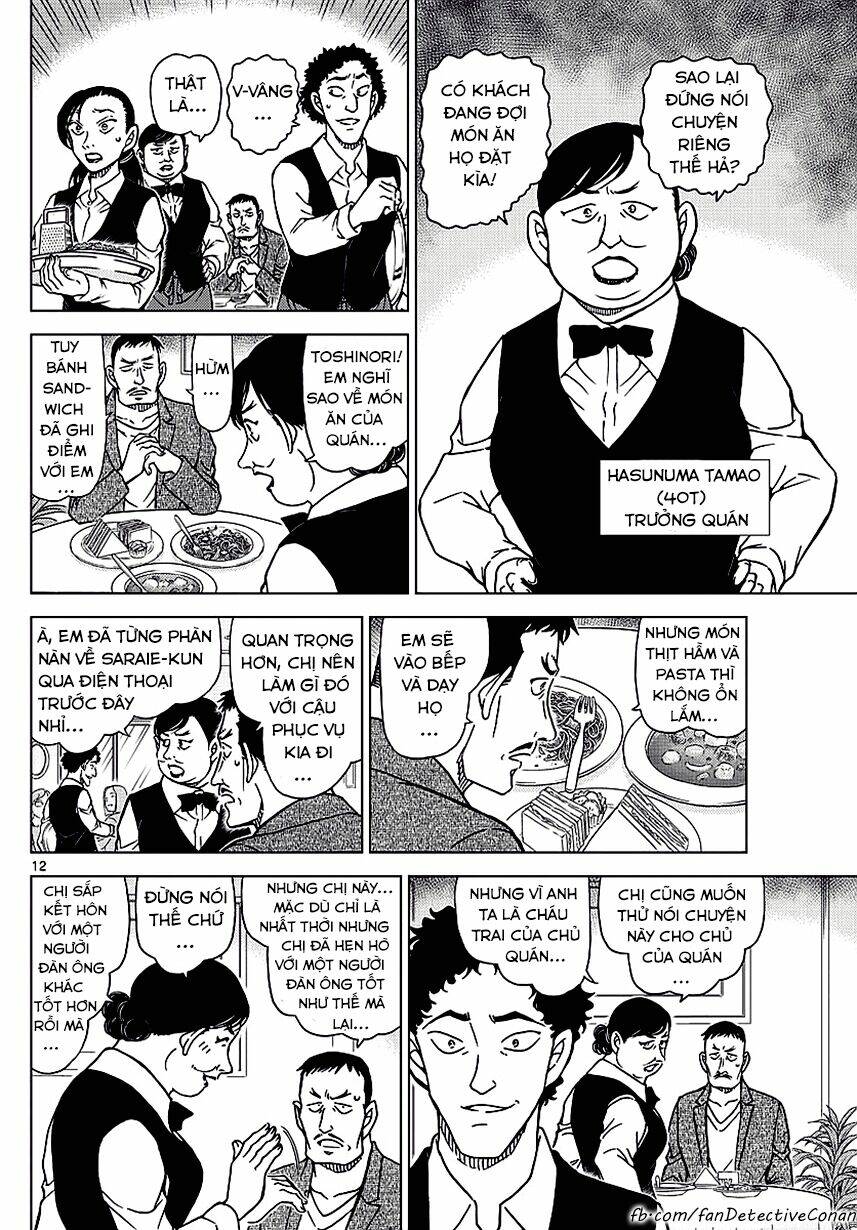 SAO LẠI
ĐỨNG NÓI
CHUYỆN
RIÊNG
THẾ HẢ?
CÓ KHÁCH
ĐANG ĐỢI
MÓN ĂN
HỌ ĐẶT
KÌA!
HASUNUMA TAMAO
(40T)
TRƯỞNG QUÁN
V-VÂNG
...
THẬT
LÀ...
TOSHINORI!
EM NGHĨ
SAO VỀ MÓN
ĂN CỦA
QUÁN...
HỪM...
TUY
BÁNH
SAND-
WICH
ĐÃ GHI
ĐIỂM
VỚI EM
...
NHƯNG MÓN
THỊT HẦM VÀ
PASTA THÌ
KHÔNG ỔN
LẮM...
EM SẼ
VÀO BẾP
VÀ DẠY
HỌ
...
QUAN TRỌNG
HƠN, CHỊ NÊN
LÀM GÌ ĐÓ
VỚI CẬU
PHỤC VỤ
KIA ĐI
...
À, EM ĐÃ TỪNG PHÀN
NÀN VỀ SARAIE-KUN
QUA ĐIỆN THOẠI
TRƯỚC ĐÂY
NHỈ...
12
CHỊ CŨNG MUỐN
THỬ NÓI CHUYỆN
NÀY CHO CHỦ
CỦA QUÁN
...
NHƯNG VÌ ANH
TA LÀ CHÁU
TRAI CỦA CHỦ
QUÁN...
NHƯNG CHỊ NÀY...
MẶC DÙ CHỈ LÀ
NHẤT THỜI NHƯNG
CHỊ ĐÃ HẸN HÒ
VỚI MỘT NGƯỜI
ĐÀN ÔNG TỐT
NHƯ THẾ MÀ
LẠI...
ĐỪNG NÓI
THẾ CHỨ
...
CHỊ SẮP
KẾT HÔN
VỚI MỘT
NGƯỜI
ĐÀN ÔNG
KHÁC
TỐT HƠN
RỒI MÀ
...
fb.com/fanDetectiveConan